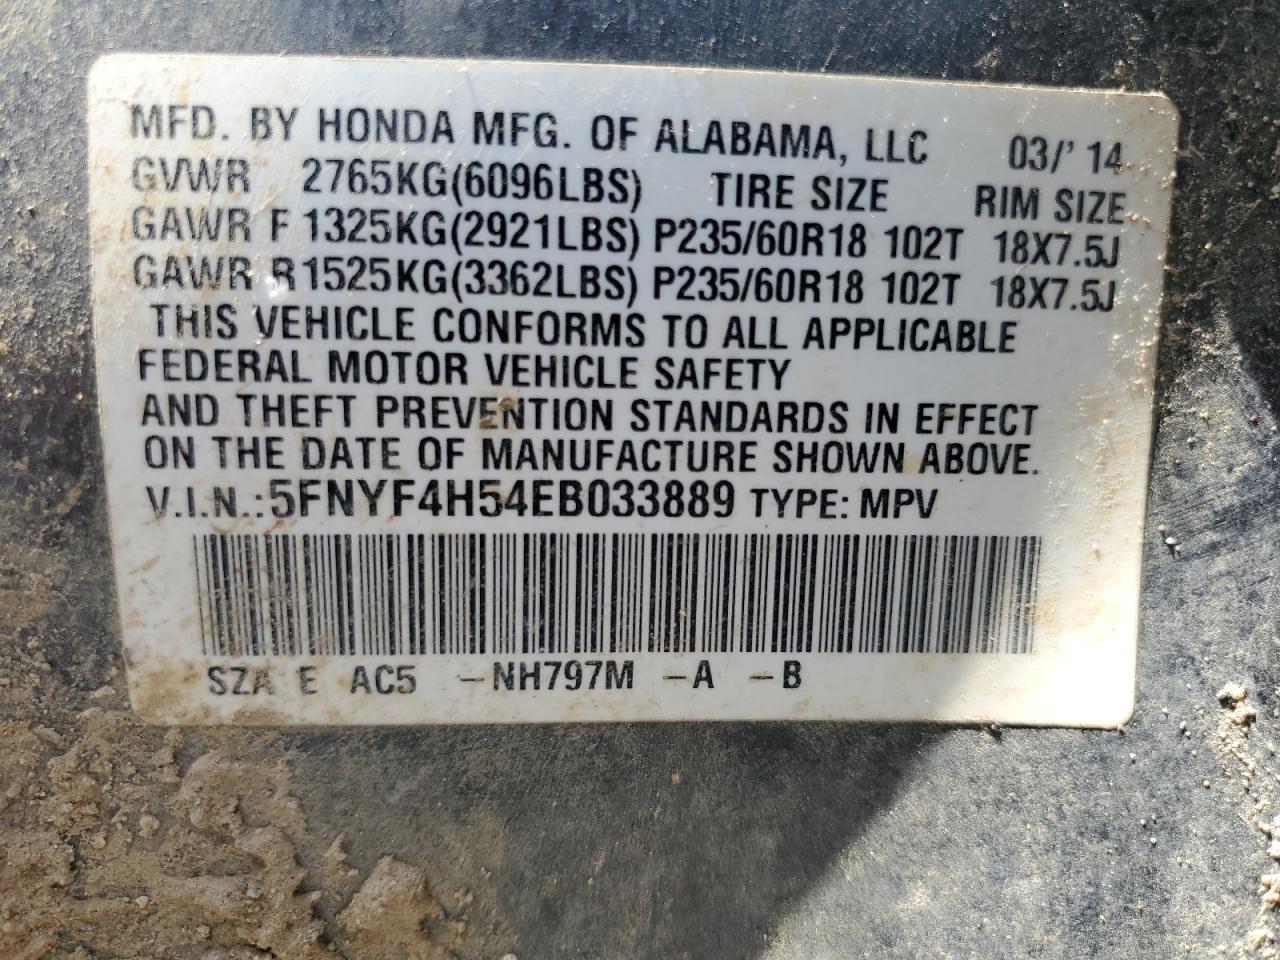 MFD. BY HONDA MFG. OF ALABAMA, LLC 03/' 14
GVWR 2765KG(6096LBS) TIRE SIZE RIM SIZE
GAWR F 1325KG(2921LBS) P235/60R18 102T 18X7.5J
GAWR R 1525KG(3362LBS) P235/60R18 102T 18X7.5J
THIS VEHICLE CONFORMS TO ALL APPLICABLE
FEDERAL MOTOR VEHICLE SAFETY
AND THEFT PREVENTION STANDARDS IN EFFECT
ON THE DATE OF MANUFACTURE SHOWN ABOVE.
V.I.N.:5FNYF4H54EB033889 TYPE: MPV
SZA E AC5 -NH797M -A -B